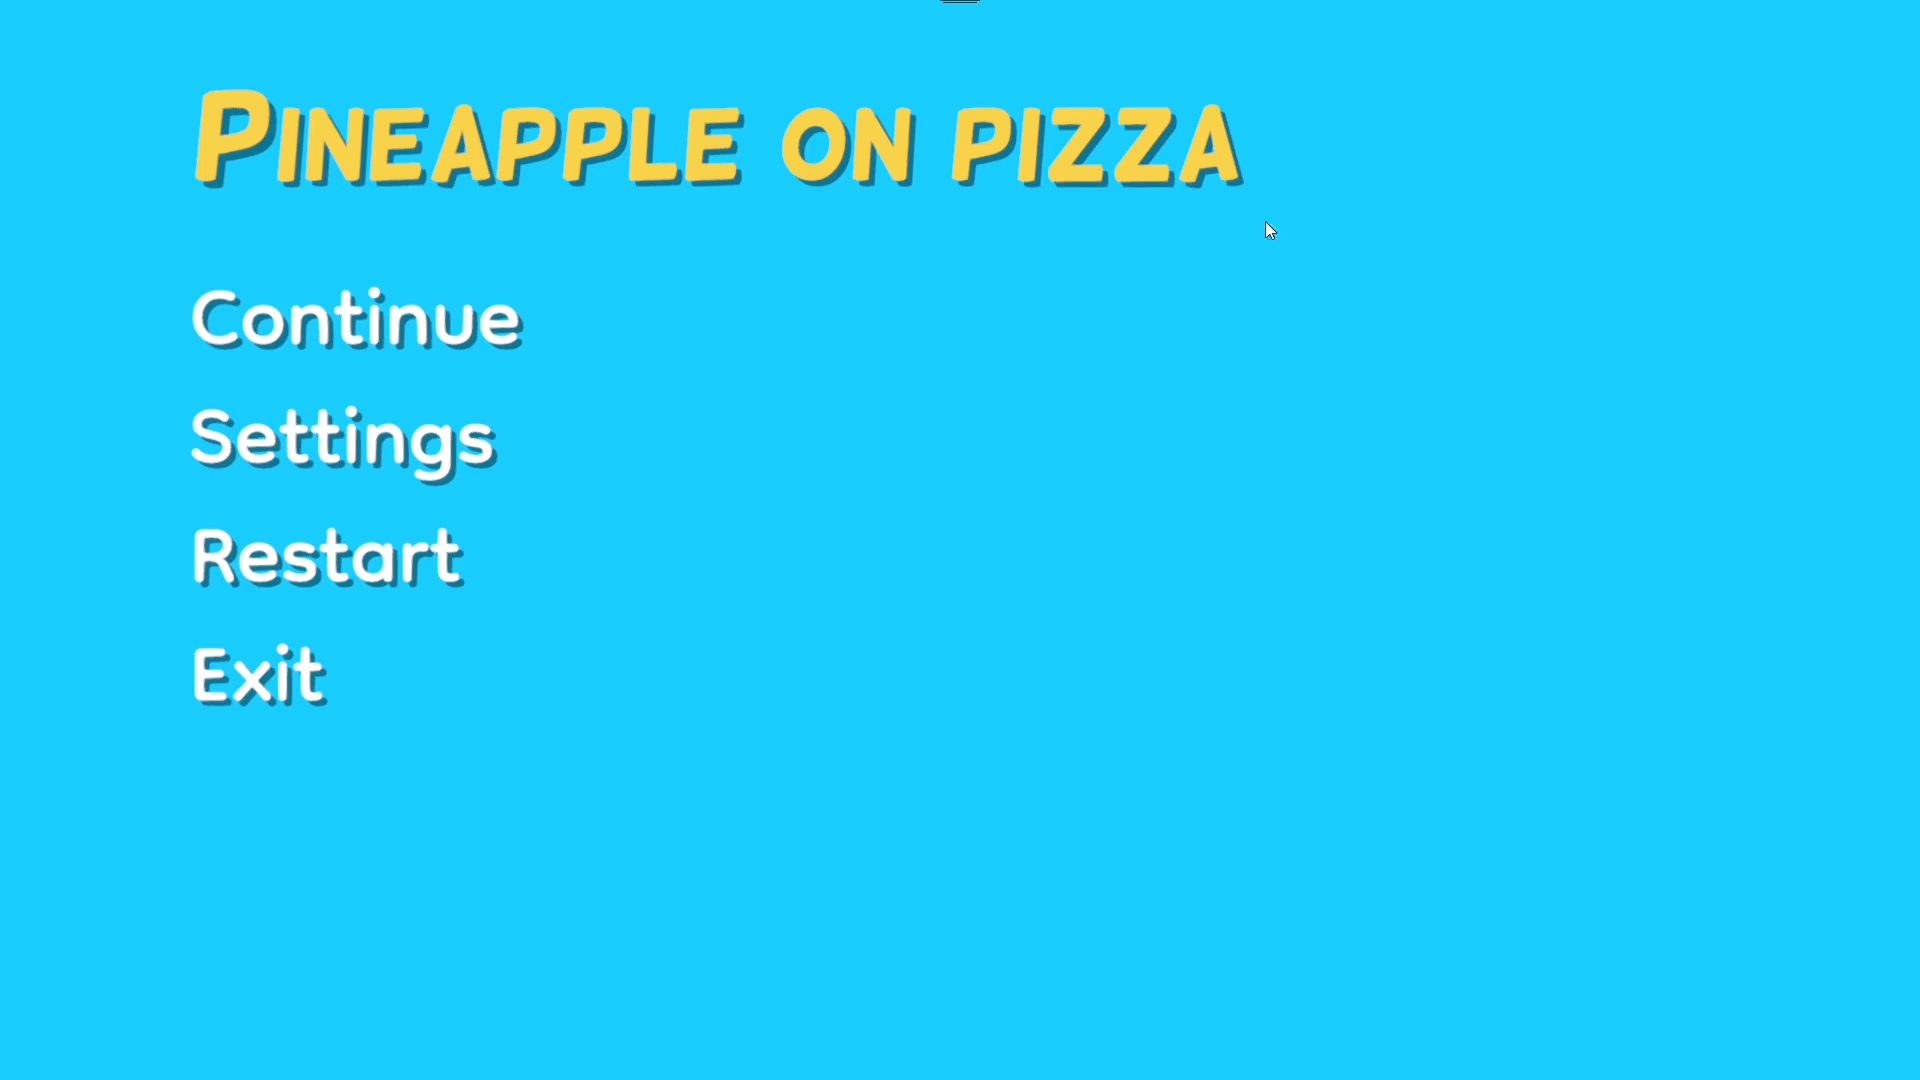 PINEAPPLE ON PIZZA
Continue
Settings
Restart
Exit